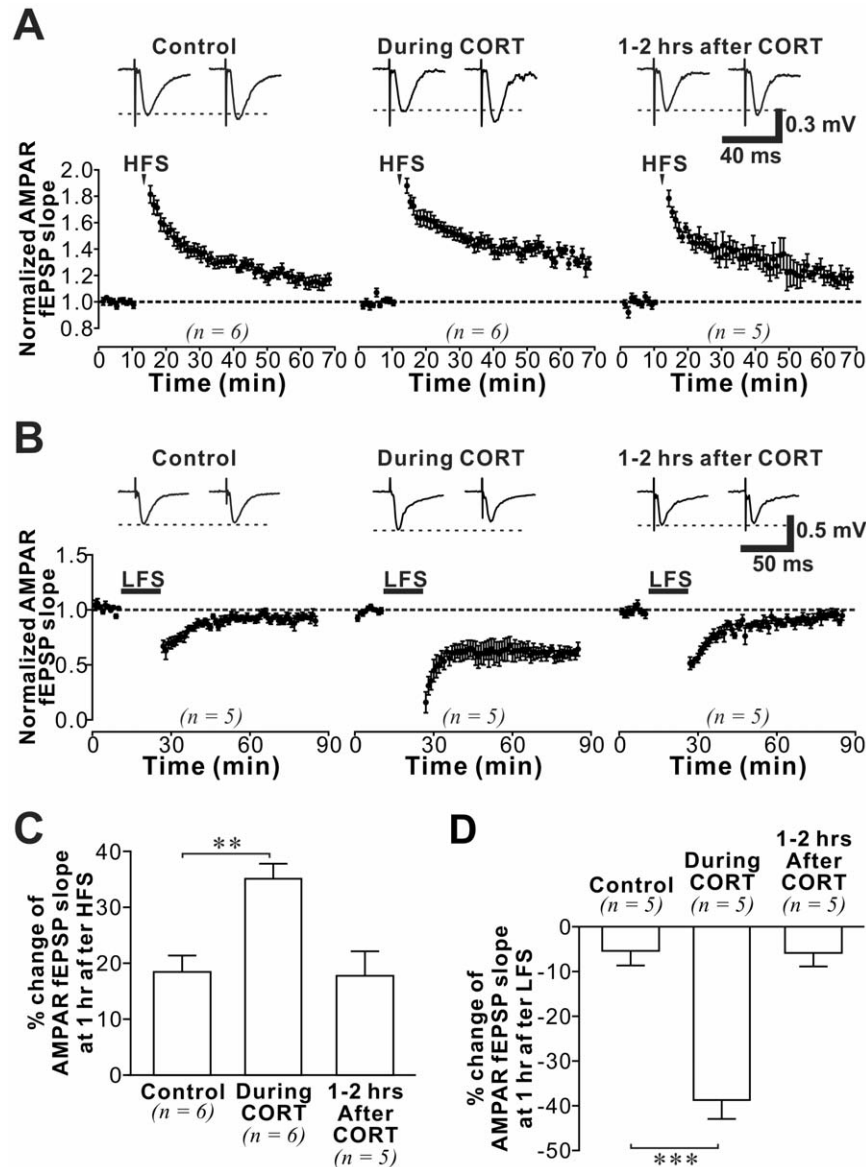 A
Control
During CORT
1-2 hrs after CORT
0.3 mV
40 ms
HFS
HFS
HFS
Normalized AMPAR
fEPSP slope
2.0
1.8
1.6
1.4
1.2
1.0
0.8
(n = 6)
(n = 6)
(n = 5)
0 10 20 30 40 50 60 70
0 10 20 30 40 50 60 70
0 10 20 30 40 50 60 70
Time (min)
Time (min)
Time (min)
B
Control
During CORT
1-2 hrs after CORT
0.5 mV
50 ms
LFS
LFS
LFS
Normalized AMPAR
fEPSP slope
1.5
1.0
0.5
0.0
(n = 5)
(n = 5)
(n = 5)
0 30 60 90
0 30 60 90
0 30 60 90
Time (min)
Time (min)
Time (min)
C
% change of
AMPAR fEPSP slope
at 1 hr after HFS
40
30
20
10
0
**
Control
(n = 6)
During
CORT
(n = 6)
1-2 hrs
After
CORT
(n = 5)
D
Control
(n = 5)
During
CORT
(n = 5)
1-2 hrs
After
CORT
(n = 5)
% change of
AMPAR fEPSP slope
at 1 hr after LFS
0
-10
-20
-30
-40
-50
***